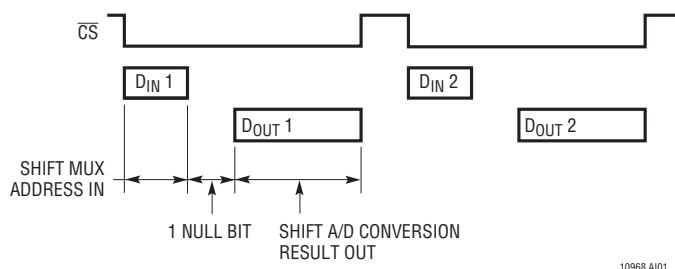 CS
DIN 1
DIN 2
DOUT 1
DOUT 2
SHIFT MUX
ADDRESS IN
1 NULL BIT
SHIFT A/D CONVERSION
RESULT OUT
10968 AI01